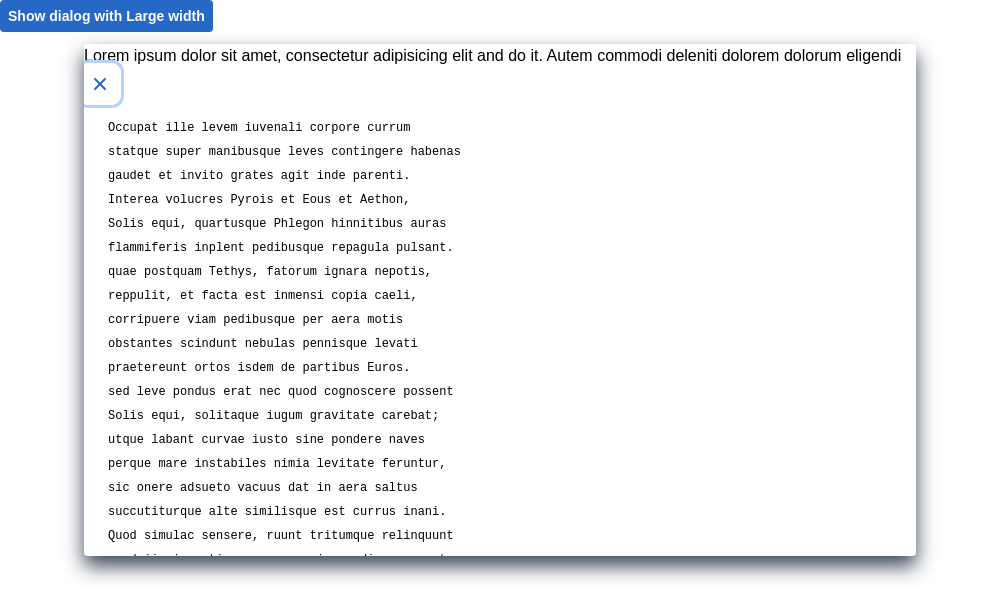 Show dialog with Large width
Lorem ipsum dolor sit amet, consectetur adipisicing elit and do it. Autem commodi deleniti dolorem dolorum eligendi
Occupat ille levem iuvenali corpore currum
statque super manibusque leves contingere habenas
gaudet et invito grates agit inde parenti.
Interea volucres Pyrois et Eous et Aethon,
Solis equi, quartusque Phlegon hinnitibus auras
flammiferis inplent pedibusque repagula pulsant.
quae postquam Tethys, fatorum ignara nepotis,
reppulit, et facta est inmensi copia caeli,
corripuere viam pedibusque per aera motis
obstantes scindunt nebulas pennisque levati
praetereunt ortos isdem de partibus Euros.
sed leve pondus erat nec quod cognoscere possent
Solis equi, solitaque iugum gravitate carebat;
utque labant curvae iusto sine pondere naves
perque mare instabiles nimia levitate feruntur,
sic onere adsueto vacuus dat in aera saltus
succutiturque alte similisque est currus inani.
Quod simulac sensere, ruunt tritumque relinquunt